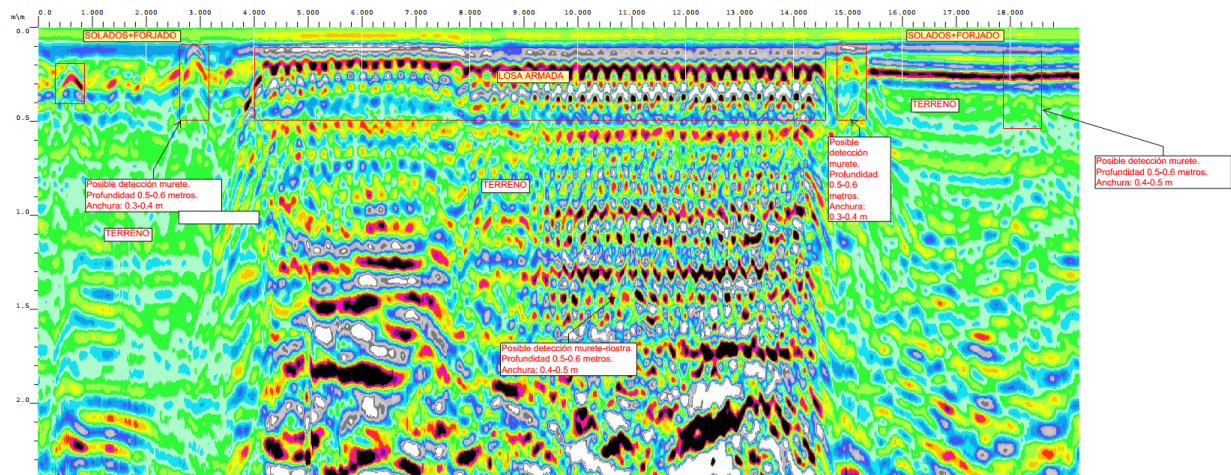 m\m
0.0 1.000 2.000 3.000 4.000 5.000 6.000 7.000 8.000 9.000 10.000 11.000 12.000 13.000 14.000 15.000 16.000 17.000 18.000
SOLADOS+FORJADO
SOLADOS+FORJADO
0.0
LOSA ARMADA
TERRENO
0.5
Posible
detección
murete.
Profundidad
0.5-0.6
metros.
Anchura:
0.3-0.4 m
Posible detección murete.
Profundidad 0.5-0.6 metros.
Anchura: 0.4-0.5 m
Posible detección murete.
Profundidad 0.5-0.6 metros.
Anchura: 0.3-0.4 m
TERRENO
1.0
TERRENO
1.5
Posible detección murete-riostra.
Profundidad 0.5-0.6 metros.
Anchura: 0.4-0.5 m
2.0